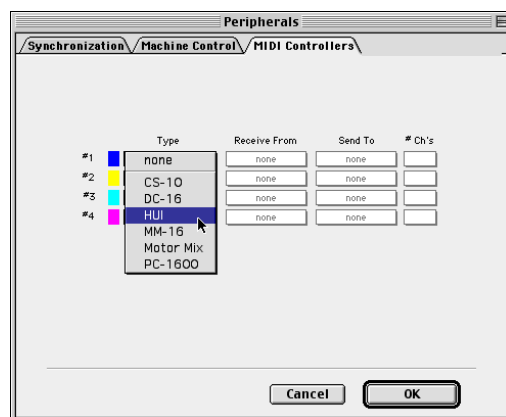 Peripherals
Synchronization Machine Control MIDI Controllers
Type Receive From Send To # Ch's
#1 none none none
#2 CS-10 none none
#3 DC-16 none none
#4 HUI none none
MM-16
Motor Mix
PC-1600
Cancel OK